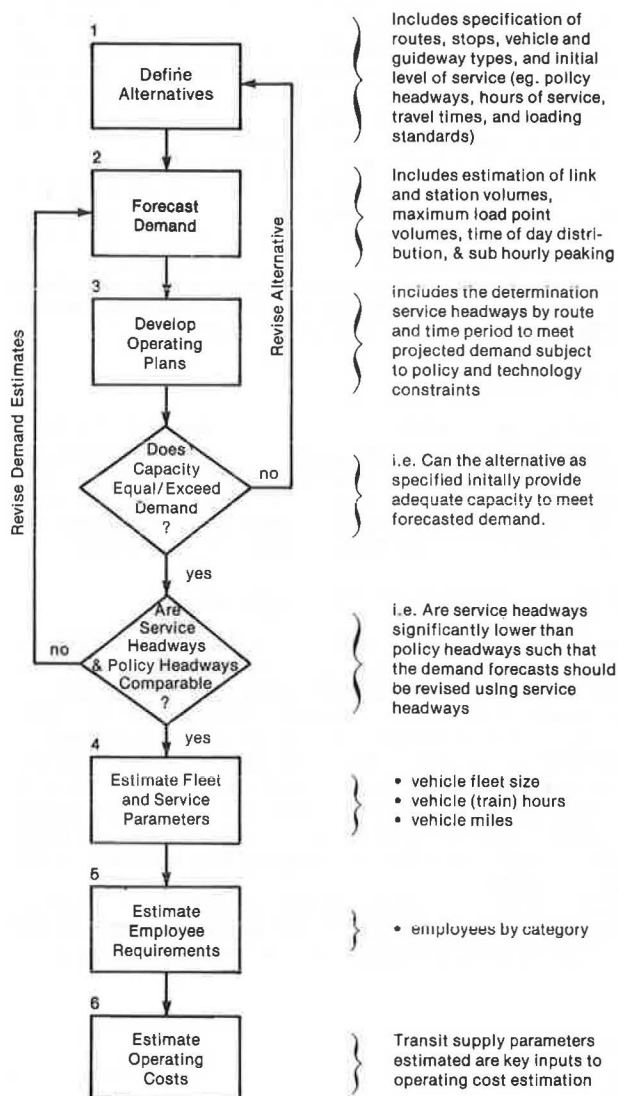 1
Define
Alternatives
Includes specification of
routes, stops, vehicle and
guideway types, and initial
level of service (eg. policy
headways, hours of service,
travel times, and loading
standards)
2
Forecast
Demand
Includes estimation of link
and station volumes,
maximum load point
volumes, time of day distri-
bution, & sub hourly peaking
3
Develop
Operating
Plans
includes the determination
service headways by route
and time period to meet
projected demand subject
to policy and technology
constraints
Revise Alternative
Revise Demand Estimates
Does
Capacity
Equal/Exceed
Demand
?
no
yes
i.e. Can the alternative as
specified initally provide
adequate capacity to meet
forecasted demand.
Are
Service
Headways
& Policy Headways
Comparable
?
no
yes
i.e. Are service headways
significantly lower than
policy headways such that
the demand forecasts should
be revised using service
headways
4
Estimate Fleet
and Service
Parameters
• vehicle fleet size
• vehicle (train) hours
• vehicle miles
5
Estimate
Employee
Requirements
• employees by category
6
Estimate
Operating
Costs
Transit supply parameters
estimated are key inputs to
operating cost estimation